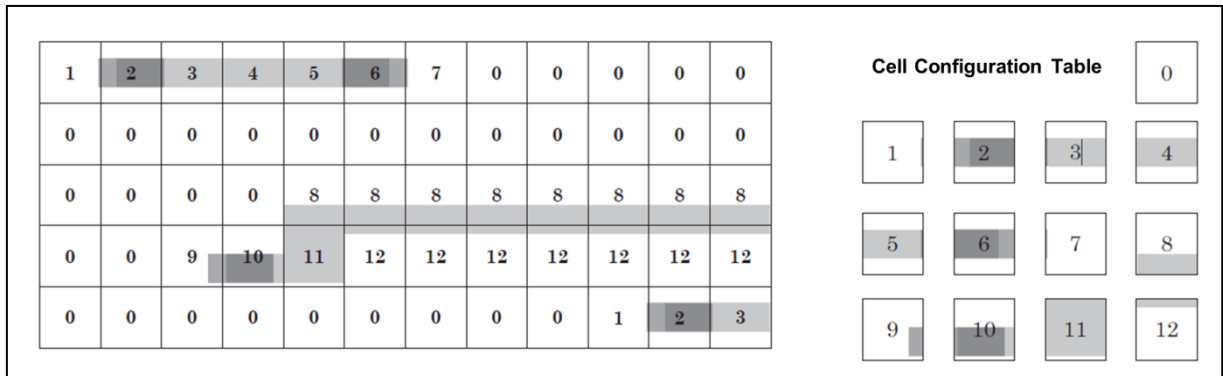 1 2 3 4 5 6 7 0 0 0 0 0
0 0 0 0 0 0 0 0 0 0 0 0
0 0 0 0 8 8 8 8 8 8 8 8
0 0 9 10 11 12 12 12 12 12 12 12
0 0 0 0 0 0 0 0 0 1 2 3
Cell Configuration Table 0
1 2 3 4
5 6 7 8
9 10 11 12